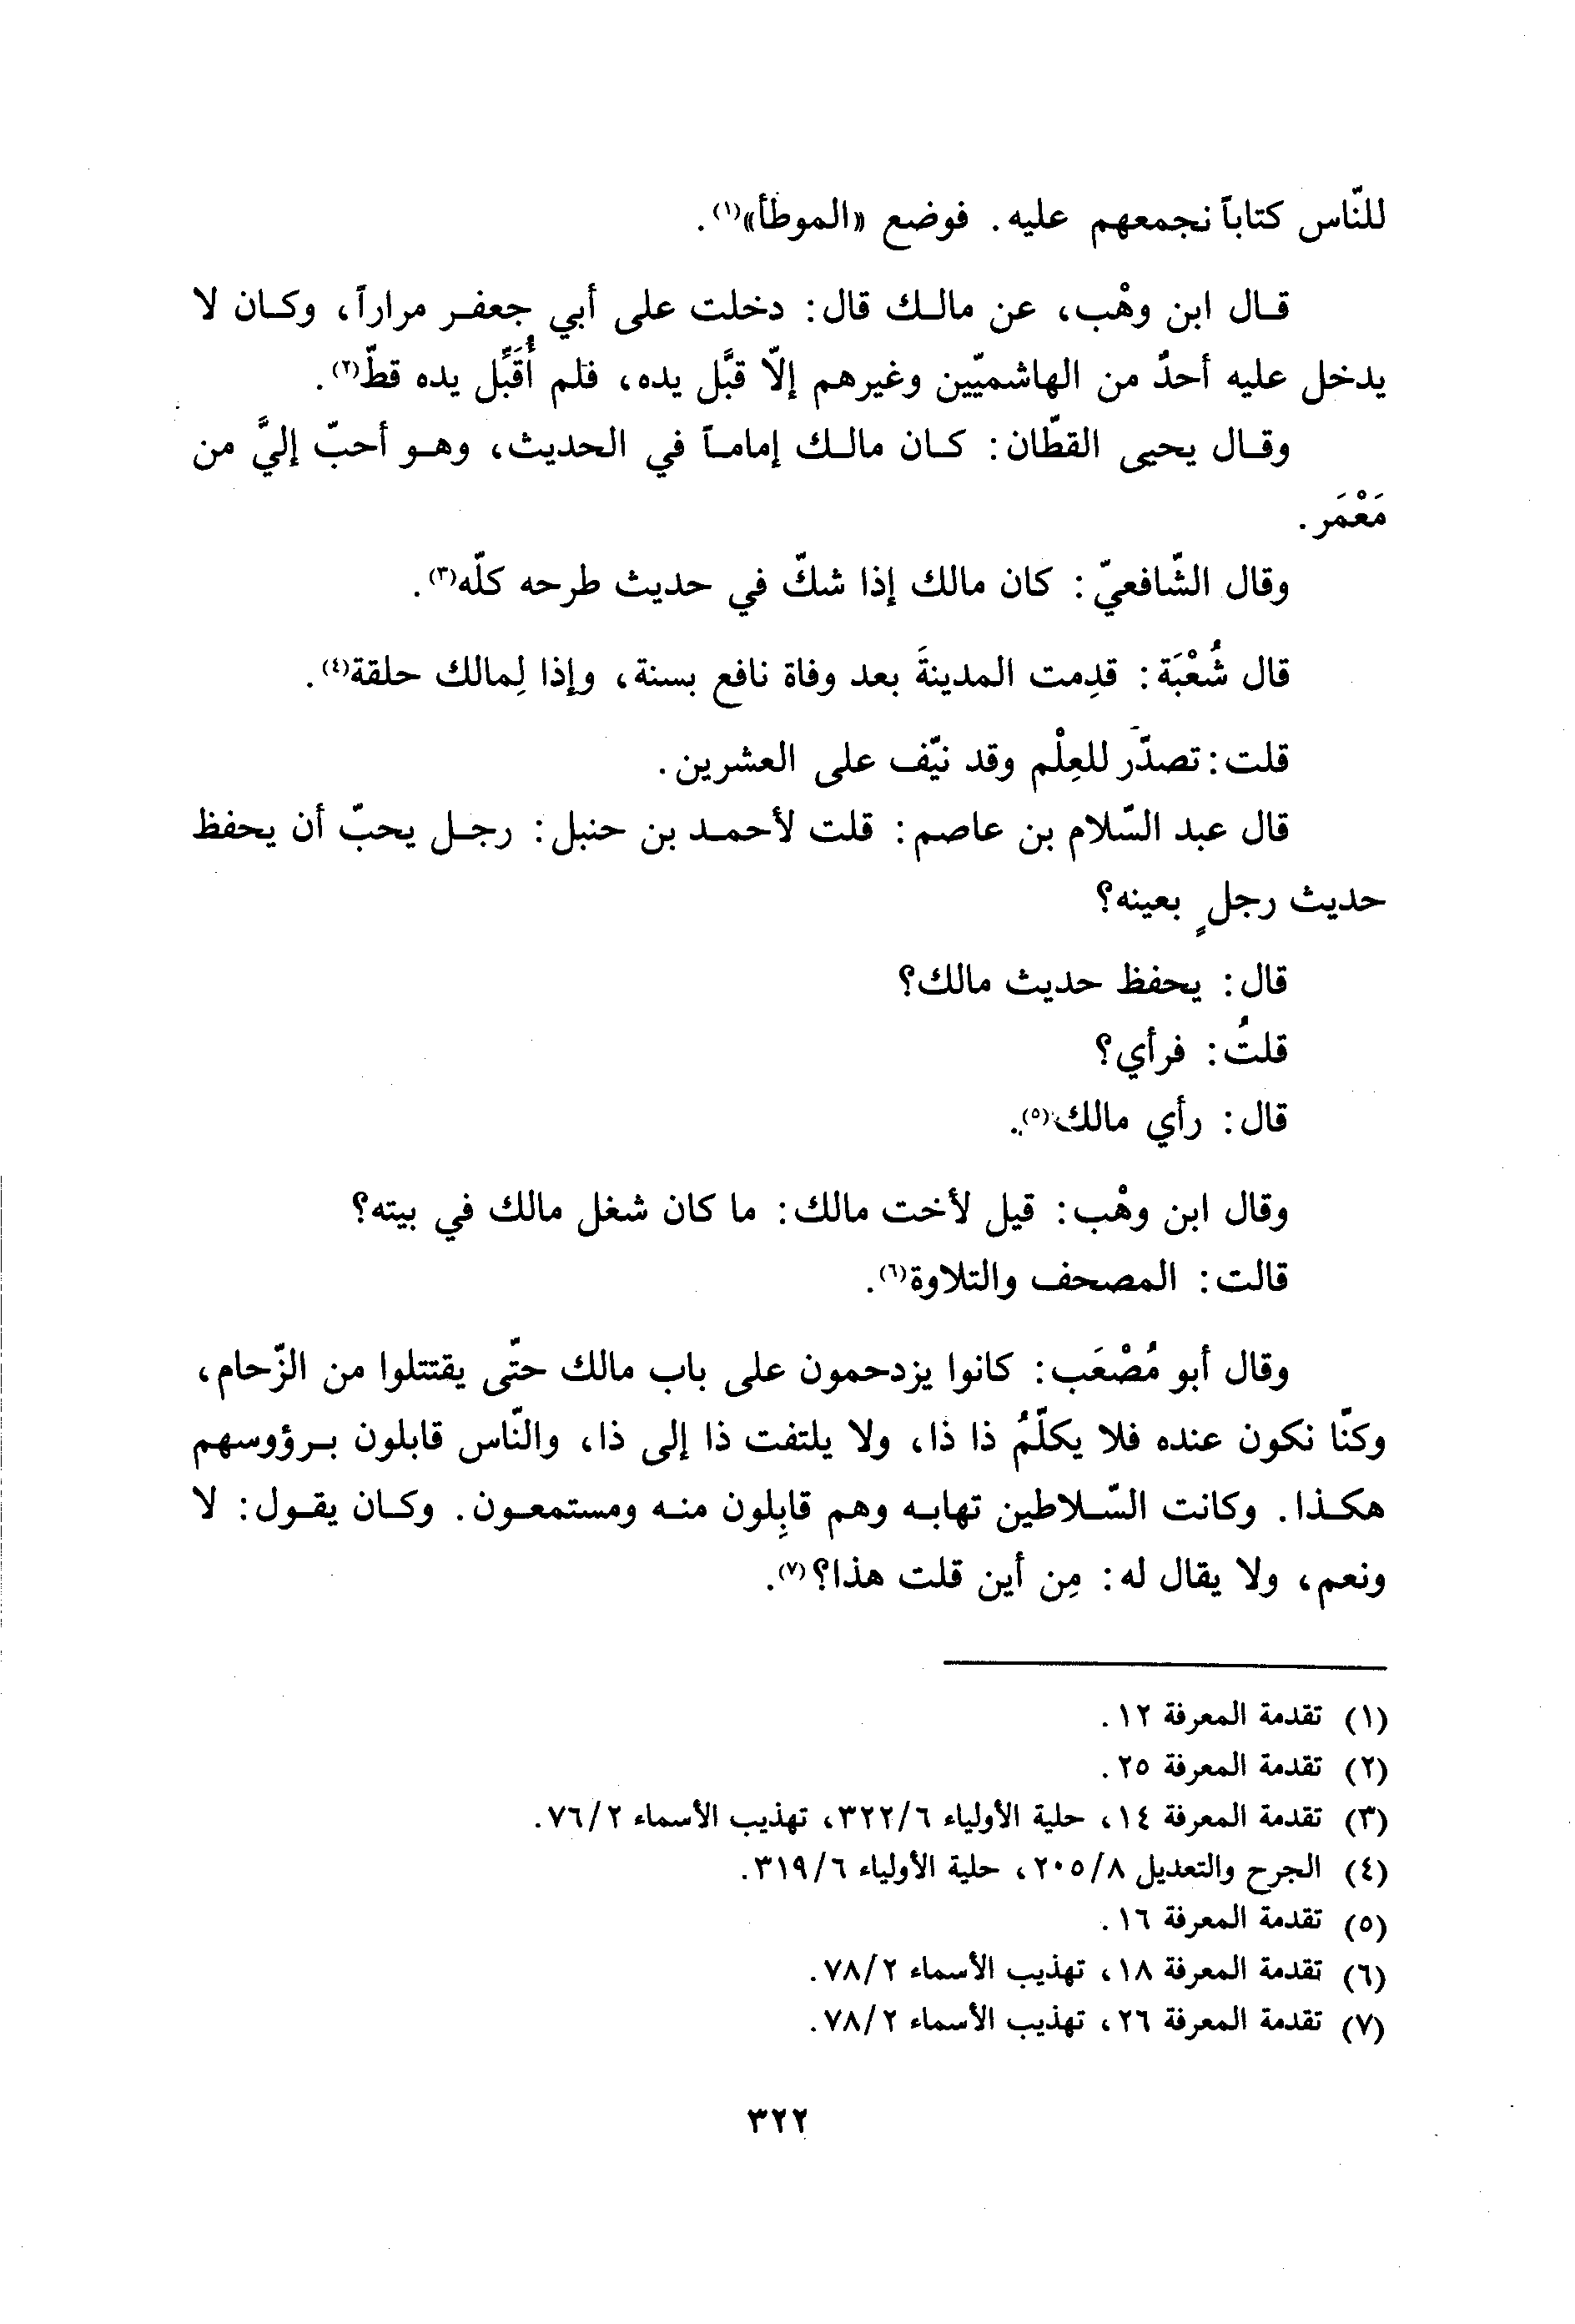 للنّاس كتاباً نجمعهم عليه. فوضع «الموطأ»(١).
قال ابن وهْب، عن مالك قال: دخلت على أبي جعفر مراراً، وكان لا
يدخل عليه أحدٌ من الهاشميّين وغيرهم إلّا قبَّل يده، فلم أُقَبِّل يده قطّ(٢).
وقال يحيى القطّان: كان مالك إماماً في الحديث، وهو أحبّ إليَّ من
مَعْمَر.
وقال الشّافعيّ: كان مالك إذا شكّ في حديث طرحه كلّه(٣).
قال شُعْبَة: قدِمت المدينةَ بعد وفاة نافع بسنة، وإذا لِمالك حلقة(٤).
قلت: تصدَّر للعِلْم وقد نيّف على العشرين.
قال عبد السّلام بن عاصم: قلت لأحمد بن حنبل: رجل يحبّ أن يحفظ
حديث رجلٍ بعينه؟
قال: يحفظ حديث مالك؟
قلتُ: فرأي؟
قال: رأي مالك(٥).
وقال ابن وهْب: قيل لأخت مالك: ما كان شغل مالك في بيته؟
قالت: المصحف والتلاوة(٦).
وقال أبو مُصْعَب: كانوا يزدحمون على باب مالك حتّى يقتتلوا من الزّحام،
وكنّا نكون عنده فلا يكلّمُ ذا ذا، ولا يلتفت ذا إلى ذا، والنّاس قابلون برؤوسهم
هكذا. وكانت السّلاطين تهابه وهم قابِلون منه ومستمعون. وكان يقول: لا
ونعم، ولا يقال له: مِن أين قلت هذا؟(٧).
(١) تقدمة المعرفة ١٢.
(٢) تقدمة المعرفة ٢٥.
(٣) تقدمة المعرفة ١٤، حلية الأولياء ٣٢٢/٦، تهذيب الأسماء ٧٦/٢.
(٤) الجرح والتعديل ٢٠٥/٨، حلية الأولياء ٣١٩/٦.
(٥) تقدمة المعرفة ١٦.
(٦) تقدمة المعرفة ١٨، تهذيب الأسماء ٧٨/٢.
(٧) تقدمة المعرفة ٢٦، تهذيب الأسماء ٧٨/٢.
٣٢٢